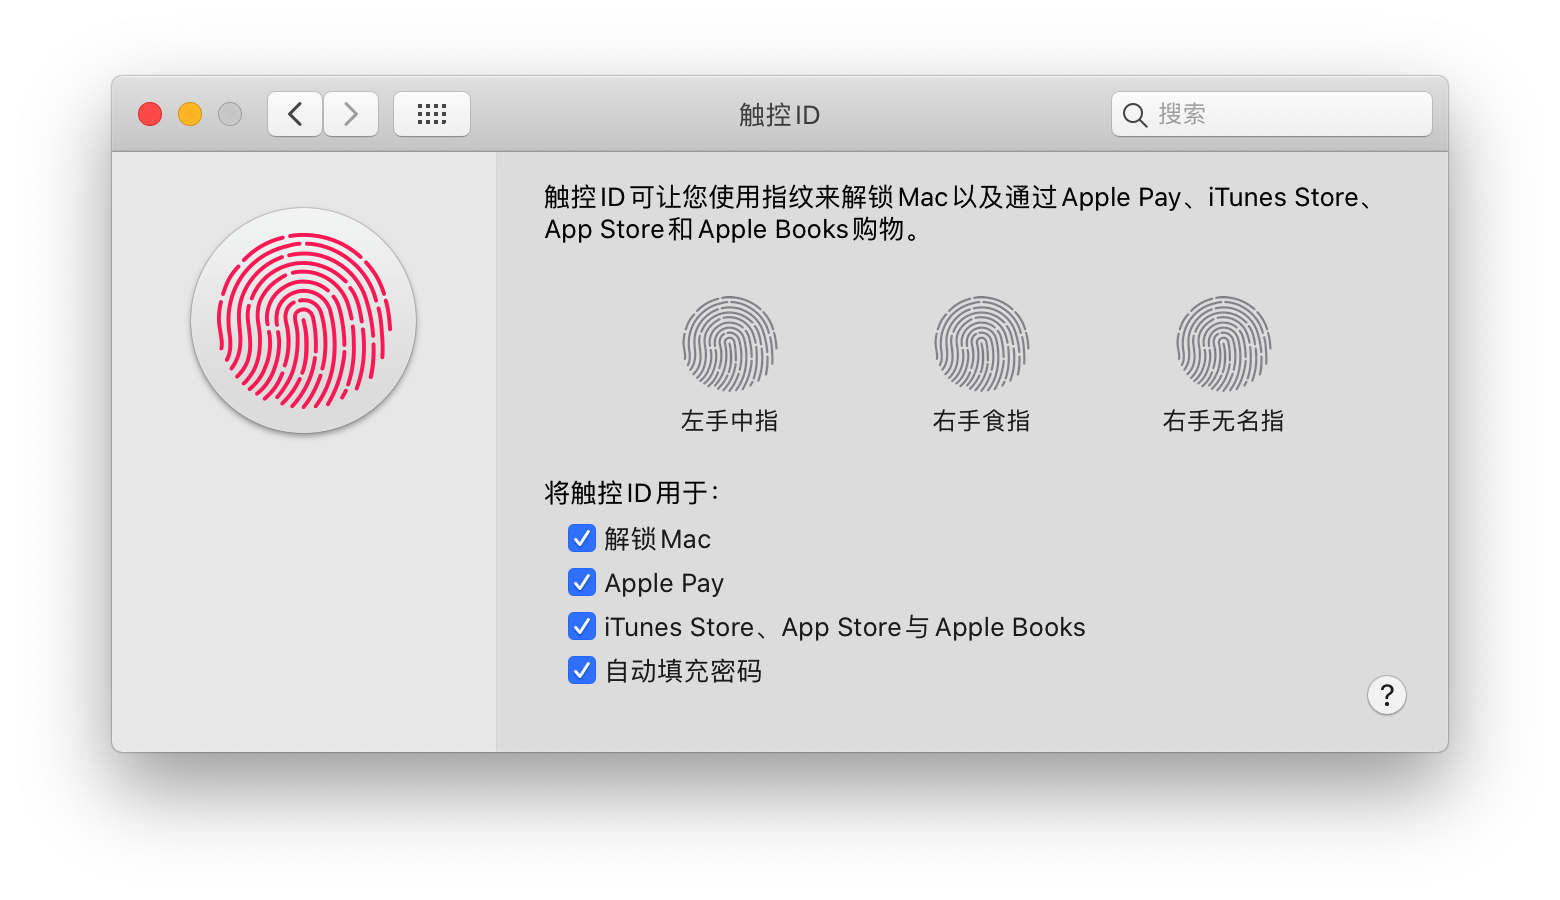 触控ID
搜索
触控ID可让您使用指纹来解锁Mac以及通过Apple Pay、iTunes Store、
App Store和Apple Books购物。
左手中指
右手食指
右手无名指
将触控ID用于：
解锁Mac
Apple Pay
iTunes Store、App Store与Apple Books
自动填充密码
?